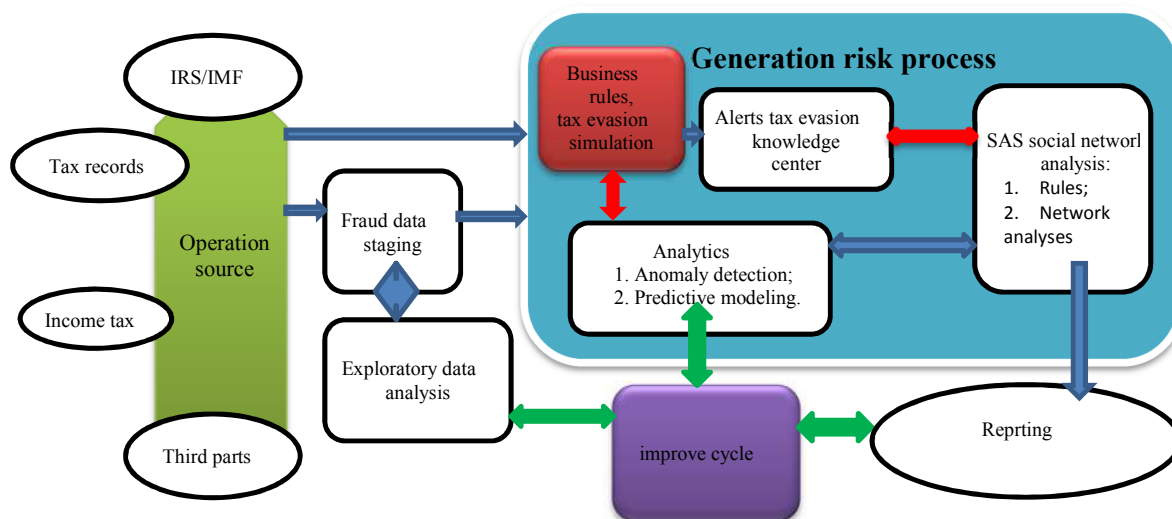 IRS/IMF
Tax records
Operation
source
Income tax
Third parts
Fraud data
staging
Exploratory data
analysis
Generation risk process
Business
rules,
tax evasion
simulation
Alerts tax evasion
knowledge
center
SAS social network
analysis:
1. Rules;
2. Network
analyses
Analytics
1. Anomaly detection;
2. Predictive modeling.
improve cycle
Reprting